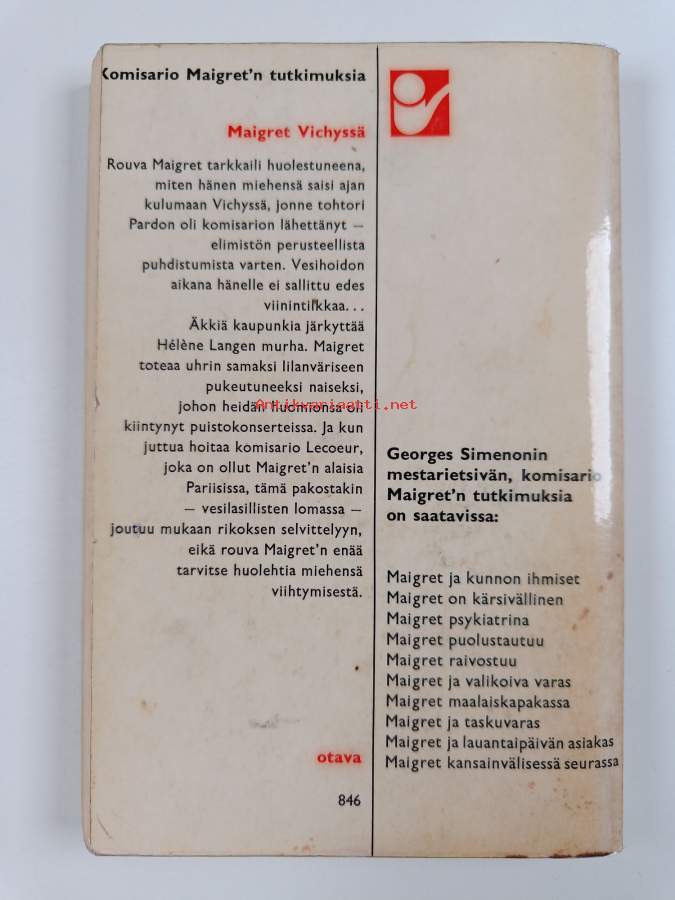 Komisario Maigret'n tutkimuksia
Maigret Vichyssä
Rouva Maigret tarkkaili huolestuneena,
miten hänen miehensä saisi ajan
kulumaan Vichyssä, jonne tohtori
Pardon oli komisarion lähettänyt —
elimistön perusteellista
puhdistumista varten. Vesihoidon
aikana hänelle ei sallittu edes
viinintilkkaa...
Äkkiä kaupunkia järkyttää
Hélène Langen murha. Maigret
toteaa uhrin samaksi lilanväriseen
pukeutuneeksi naiseksi,
johon heidän huomionsa oli
kiintynyt puistokonserteissa. Ja kun
juttua hoitaa komisario Lecoeur,
joka on ollut Maigret'n alaisia
Pariisissa, tämä pakostakin
— vesilasillisten lomassa —
joutuu mukaan rikoksen selvittelyyn,
eikä rouva Maigret'n enää
tarvitse huolehtia miehensä
viihtymisestä.
otava
846
Antikvariaatti.net
Georges Simenonin
mestarietsivän, komisario
Maigret'n tutkimuksia
on saatavissa:
Maigret ja kunnon ihmiset
Maigret on kärsivällinen
Maigret psykiatrina
Maigret puolustautuu
Maigret raivostuu
Maigret ja valikoiva varas
Maigret maalaiskapakassa
Maigret ja taskuvaras
Maigret ja lauantaipäivän asiakas
Maigret kansainvälisessä seurassa